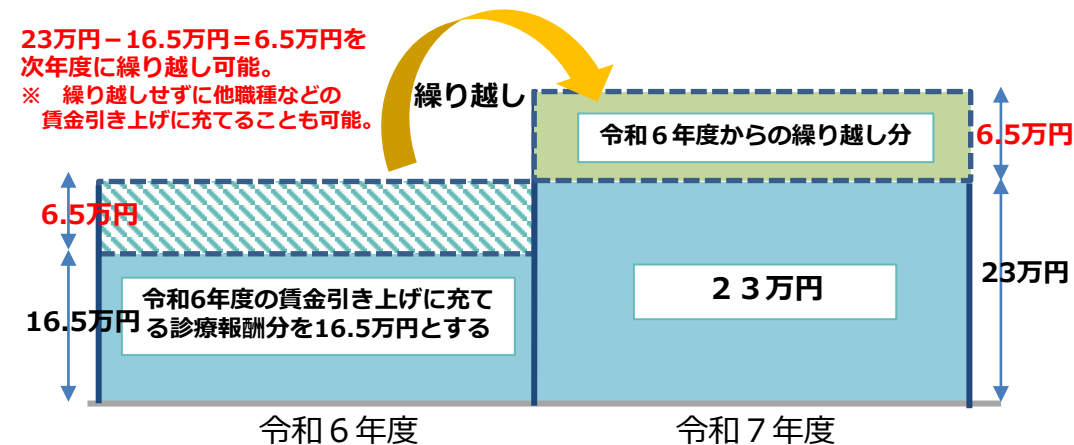 23万円－16.5万円＝6.5万円を
次年度に繰り越し可能。
※　繰り越しせずに他職種などの
賃金引き上げに充てることも可能。
繰り越し
令和６年度からの繰り越し分
6.5万円
6.5万円
令和6年度の賃金引き上げに充て
る診療報酬分を16.5万円とする
16.5万円
２３万円
23万円
令和６年度
令和７年度